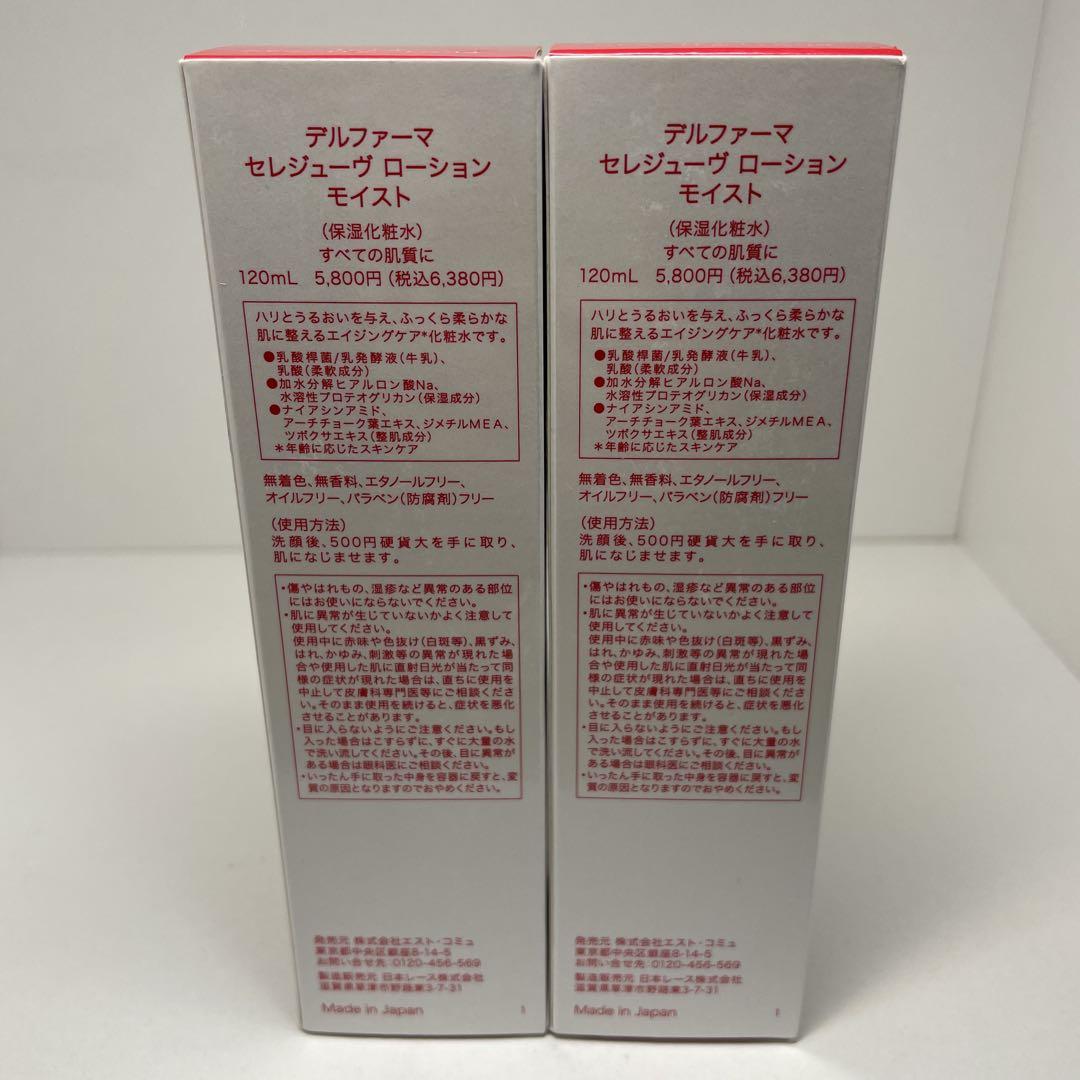 デルファーマ
セレジューヴ ローション
モイスト
(保湿化粧水)
すべての肌質に
120mL 5,800円(税込6,380円)
ハリとうるおいを与え、ふっくら柔らかな
肌に整えるエイジングケア*化粧水です。
●乳酸桿菌/乳発酵液(牛乳)、
乳酸(柔軟成分)
●加水分解ヒアルロン酸Na、
水溶性プロテオグリカン(保湿成分)
●ナイアシンアミド、
アーチチョーク葉エキス、ジメチルMEA、
ツボクサエキス(整肌成分)
*年齢に応じたスキンケア
無着色、無香料、エタノールフリー、
オイルフリー、パラベン(防腐剤)フリー
(使用方法)
洗顔後、500円硬貨大を手に取り、
肌になじませます。
・傷やはれもの、湿疹など異常のある部位
にはお使いにならないでください。
・肌に異常が生じていないかよく注意して
使用してください。
使用中に赤味や色抜け(白斑等)、黒ずみ、
はれ、かゆみ、刺激等の異常が現れた場
合や使用した肌に直射日光が当たって同
様の症状が現れた場合は、直ちに使用を
中止して皮膚科専門医等にご相談くださ
い。そのまま使用を続けると、症状を悪化
させることがあります。
・目に入らないようにご注意ください。もし
入った場合はこすらずに、すぐに大量の水
で洗い流してください。その後、目に異常が
ある場合は眼科医にご相談ください。
・いったん手に取った中身を容器に戻すと、変
質の原因となりますのでおやめください。
発売元 株式会社エスト・コミュ
東京都中央区銀座8-14-5
お問い合せ先 0120-456-569
製造販売元 日本レース株式会社
滋賀県草津市野路東3-7-31
Made in Japan 1
デルファーマ
セレジューヴ ローション
モイスト
(保湿化粧水)
すべての肌質に
120mL 5,800円(税込6,380円)
ハリとうるおいを与え、ふっくら柔らかな
肌に整えるエイジングケア*化粧水です。
●乳酸桿菌/乳発酵液(牛乳)、
乳酸(柔軟成分)
●加水分解ヒアルロン酸Na、
水溶性プロテオグリカン(保湿成分)
●ナイアシンアミド、
アーチチョーク葉エキス、ジメチルMEA、
ツボクサエキス(整肌成分)
*年齢に応じたスキンケア
無着色、無香料、エタノールフリー、
オイルフリー、パラベン(防腐剤)フリー
(使用方法)
洗顔後、500円硬貨大を手に取り、
肌になじませます。
・傷やはれもの、湿疹など異常のある部位
にはお使いにならないでください。
・肌に異常が生じていないかよく注意して
使用してください。
使用中に赤味や色抜け(白斑等)、黒ずみ、
はれ、かゆみ、刺激等の異常が現れた場
合や使用した肌に直射日光が当たって同
様の症状が現れた場合は、直ちに使用を
中止して皮膚科専門医等にご相談くださ
い。そのまま使用を続けると、症状を悪化
させることがあります。
・目に入らないようにご注意ください。もし
入った場合はこすらずに、すぐに大量の水
で洗い流してください。その後、目に異常が
ある場合は眼科医にご相談ください。
・いったん手に取った中身を容器に戻すと、変
質の原因となりますのでおやめください。
発売元 株式会社エスト・コミュ
東京都中央区銀座8-14-5
お問い合せ先 0120-456-569
製造販売元 日本レース株式会社
滋賀県草津市野路東3-7-31
Made in Japan 1